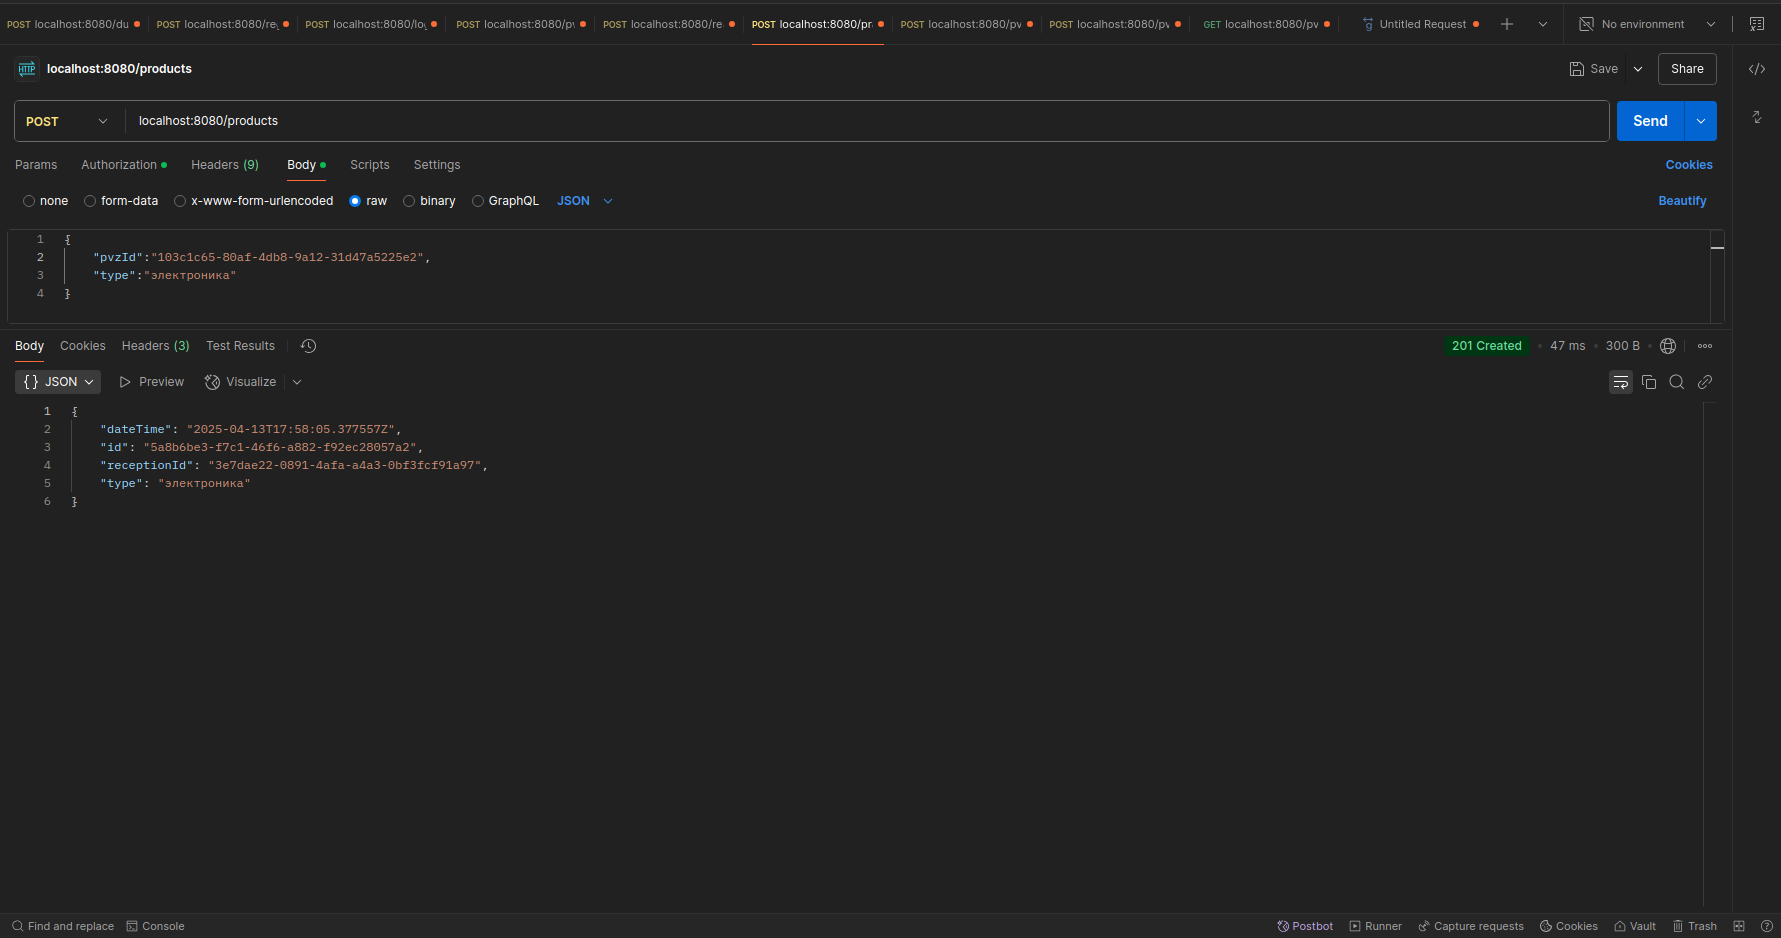 POST localhost:8080/du POST localhost:8080/re POST localhost:8080/lo POST localhost:8080/pv POST localhost:8080/re POST localhost:8080/pr POST localhost:8080/pv POST localhost:8080/pv GET localhost:8080/pv Untitled Request No environment
HTTP localhost:8080/products Save Share
POST localhost:8080/products Send
Params Authorization Headers (9) Body Scripts Settings Cookies
none form-data x-www-form-urlencoded raw binary GraphQL JSON Beautify
1 {
2 "pvzId":"103c1c65-80af-4db8-9a12-31d47a5225e2",
3 "type":"электроника"
4 }
Body Cookies Headers (3) Test Results 201 Created • 47 ms • 300 B
{} JSON Preview Visualize
1 {
2 "dateTime": "2025-04-13T17:58:05.377557Z",
3 "id": "5a8b6be3-f7c1-46f6-a882-f92ec28057a2",
4 "receptionId": "3e7dae22-0891-4afa-a4a3-0bf3fcf91a97",
5 "type": "электроника"
6 }
Find and replace Console Postbot Runner Capture requests Cookies Vault Trash